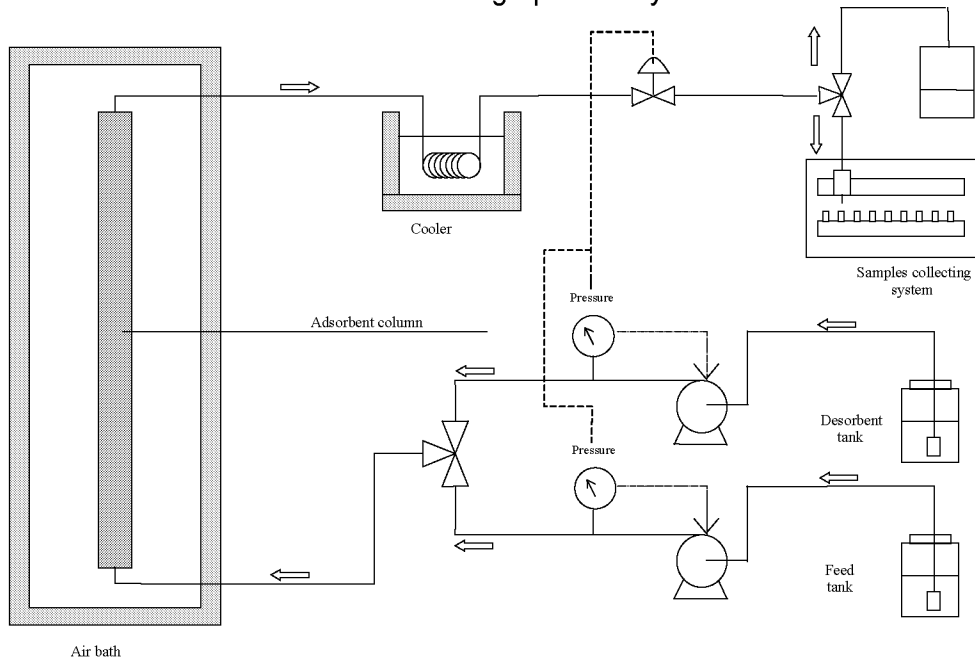 Cooler
Samples collecting
system
Pressure
Adsorbent column
Desorbent
tank
Pressure
Feed
tank
Air bath